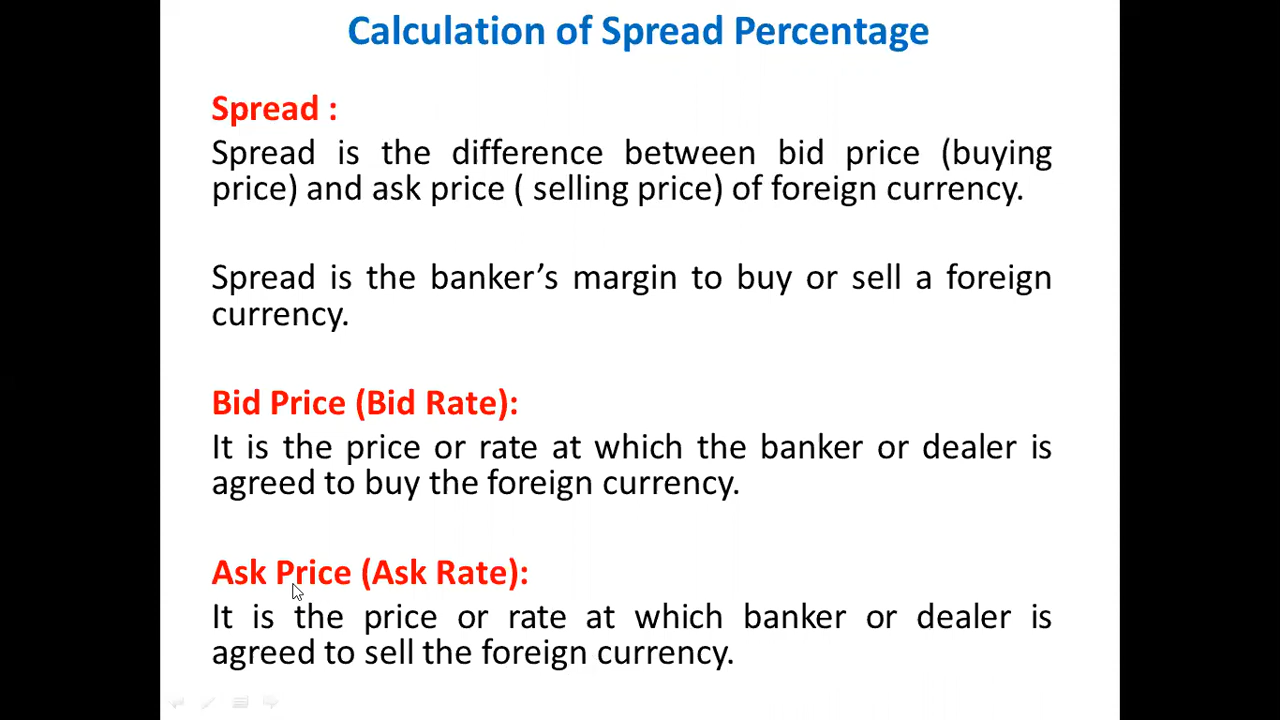 Calculation of Spread Percentage
Spread :
Spread is the difference between bid price (buying
price) and ask price ( selling price) of foreign currency.
Spread is the banker’s margin to buy or sell a foreign
currency.
Bid Price (Bid Rate):
It is the price or rate at which the banker or dealer is
agreed to buy the foreign currency.
Ask Price (Ask Rate):
It is the price or rate at which banker or dealer is
agreed to sell the foreign currency.